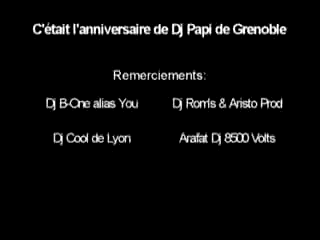 C'était l'anniversaire de Dj Papi de Grenoble
Remerciements:
Dj B-One alias You Dj Rom's & Aristo Prod
Dj Cool de Lyon Arafat Dj 8500 Volts